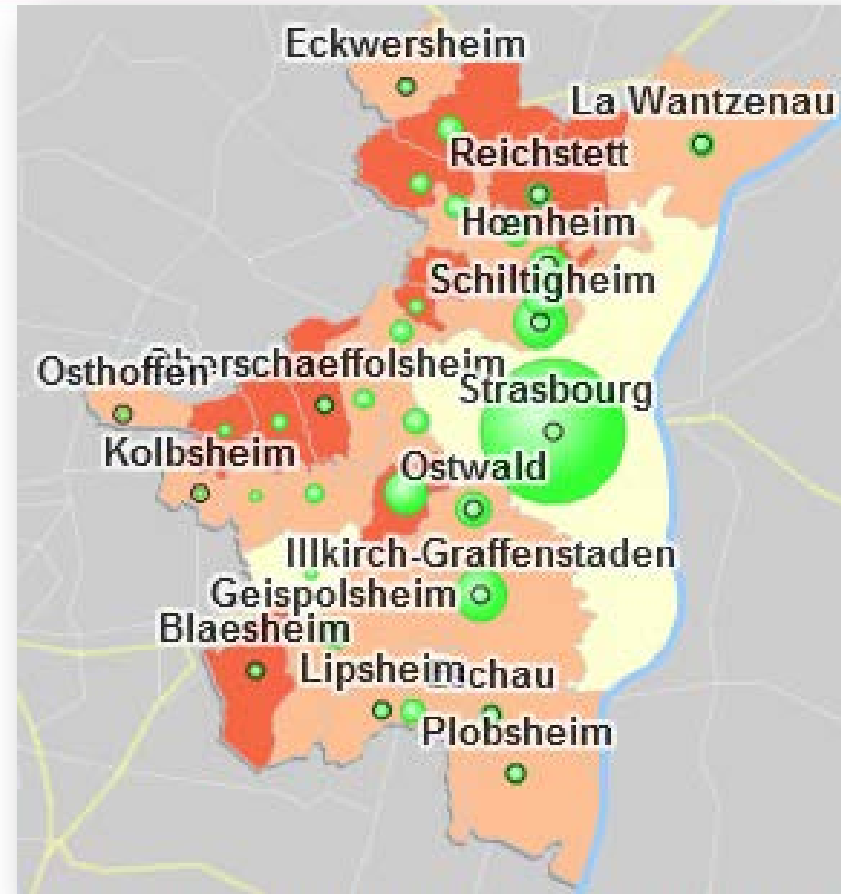 Eckwersheim
La Wantzenau
Reichstett
Hœnheim
Schiltigheim
Osthoffen
Strasbourg
Kolbsheim
Ostwald
Illkirch-Graffenstaden
Geispolsheim
Blaesheim
Lipsheim
Plobsheim